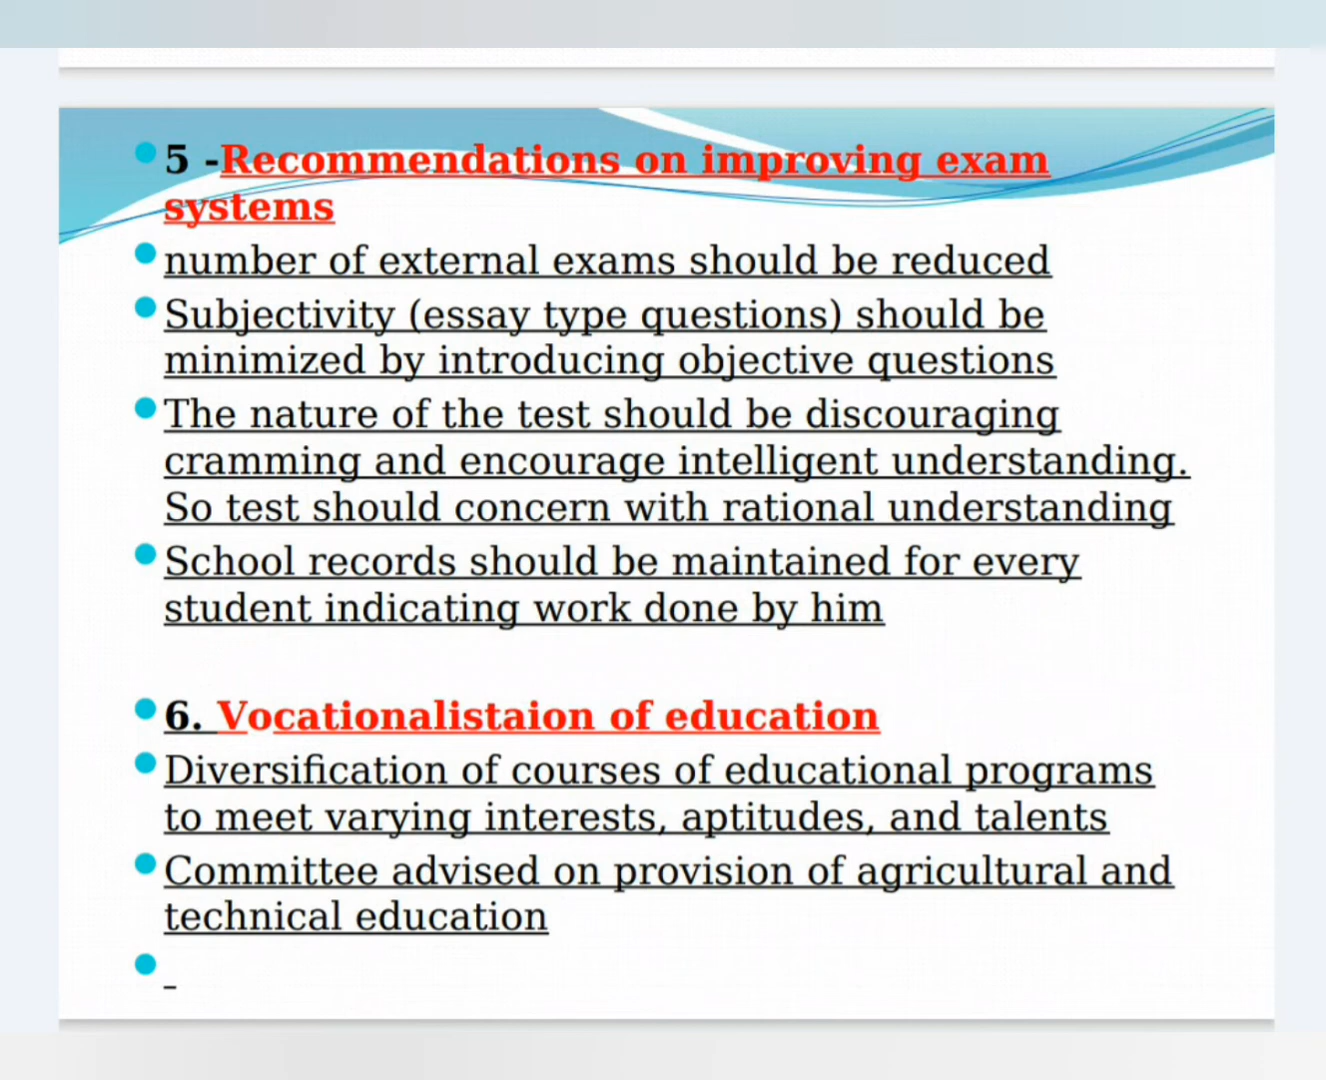 5 -Recommendations on improving exam
systems
number of external exams should be reduced
Subjectivity (essay type questions) should be
minimized by introducing objective questions
The nature of the test should be discouraging
cramming and encourage intelligent understanding.
So test should concern with rational understanding
School records should be maintained for every
student indicating work done by him
6. Vocationalistaion of education
Diversification of courses of educational programs
to meet varying interests, aptitudes, and talents
Committee advised on provision of agricultural and
technical education